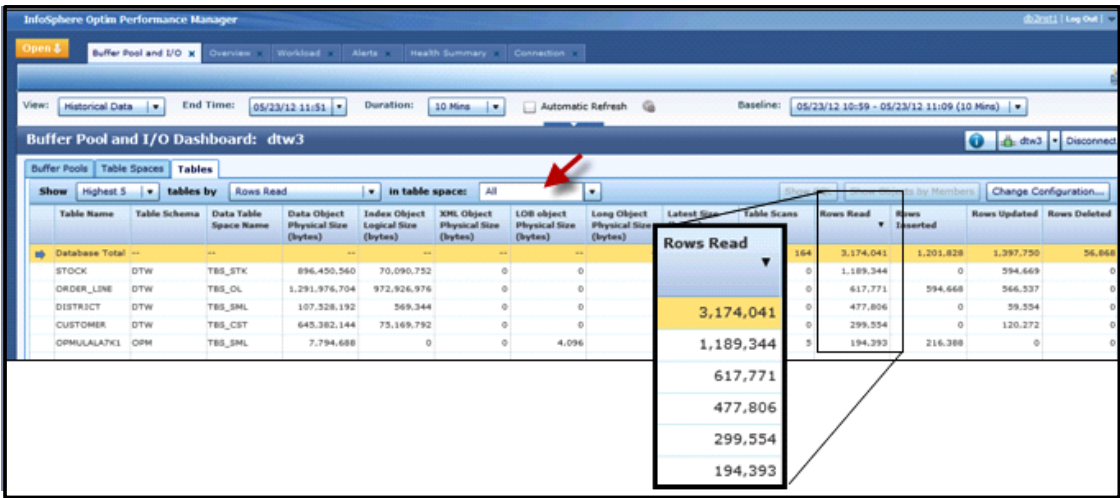 InfoSphere Optim Performance Manager db2inst1 | Log Out |
Open Buffer Pool and I/O x Overview x Workload x Alerts x Health Summary x Connection x
View: Historical Data End Time: 05/23/12 11:51 Duration: 10 Mins Automatic Refresh Baseline: 05/23/12 10:59 - 05/23/12 11:09 (10 Mins)
Buffer Pool and I/O Dashboard: dtw3 dtw3 Disconnect
Buffer Pools Table Spaces Tables
Show Highest 5 tables by Rows Read in table space: All Show Objects by Members Change Configuration...
Table Name Table Schema Data Table Data Object Index Object XML Object LOB object Long Object Latest Size Table Scans Rows Read Rows Rows Updated Rows Deleted
Space Name Physical Size Logical Size Physical Size Physical Size Physical Size Inserted
(bytes) (bytes) (bytes) (bytes) (bytes)
Database Total -- -- -- -- -- -- 164 3,174,041 1,201,828 1,397,750 56,868
STOCK DTW TBS_STK 896,450,560 70,090,752 0 0 0 1,189,344 0 594,669 0
ORDER_LINE DTW TBS_OL 1,291,976,704 972,926,976 0 0 0 617,771 594,668 566,537 0
DISTRICT DTW TBS_SML 107,528,192 569,344 0 0 0 477,806 0 59,554 0
CUSTOMER DTW TBS_CST 645,382,144 75,169,792 0 0 0 299,554 0 120,272 0
OPMULALA7K1 OPM TBS_SML 7,794,688 0 0 4,096 5 194,393 216,388 0 0
Rows Read
3,174,041
1,189,344
617,771
477,806
299,554
194,393